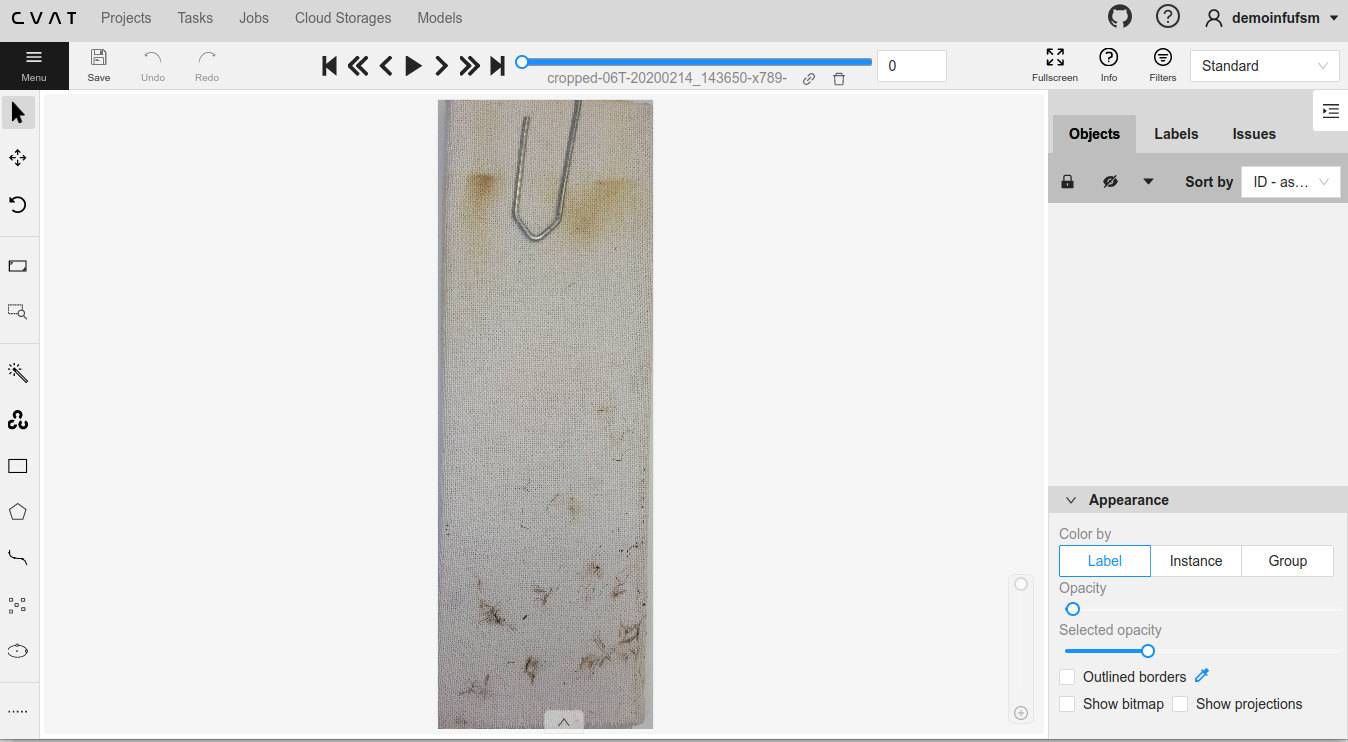 CVAT Projects Tasks Jobs Cloud Storages Models demoinfufsm
Menu Save Undo Redo 0 Fullscreen Info Filters Standard
cropped-06T-20200214_143650-x789-
Objects Labels Issues
Sort by ID - as...
Appearance
Color by
Label Instance Group
Opacity
Selected opacity
Outlined borders
Show bitmap Show projections